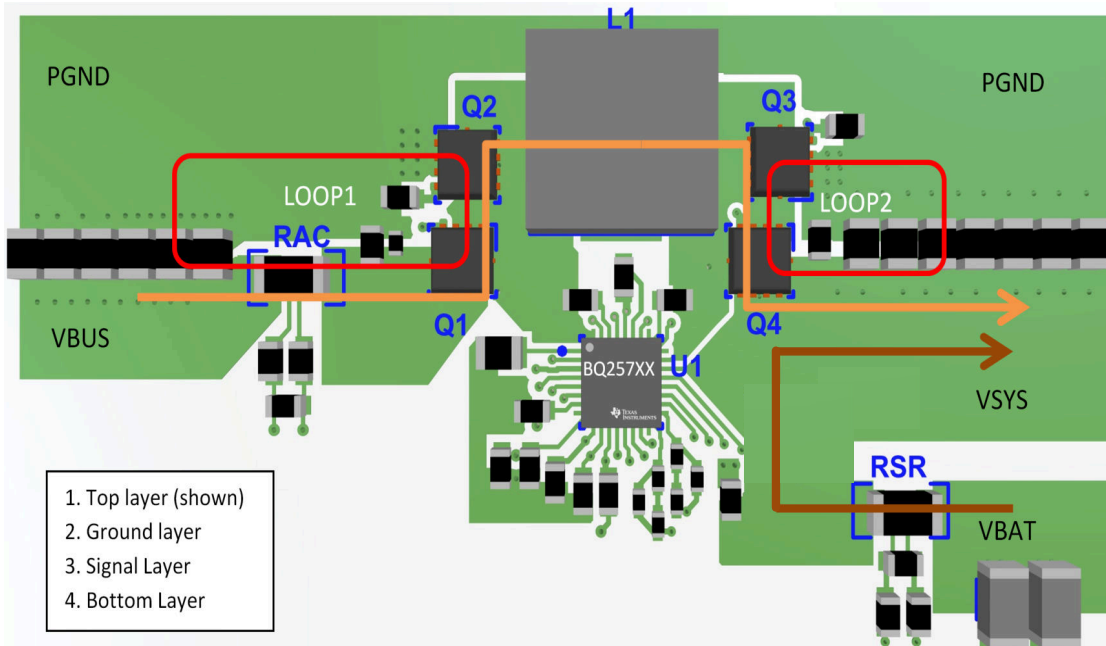 L1
PGND
Q2
Q3
PGND
LOOP1
LOOP2
RAC
VBUS
Q1
Q4
BQ257XX
U1
TEXAS
INSTRUMENTS
VSYS
RSR
VBAT
1. Top layer (shown)
2. Ground layer
3. Signal Layer
4. Bottom Layer